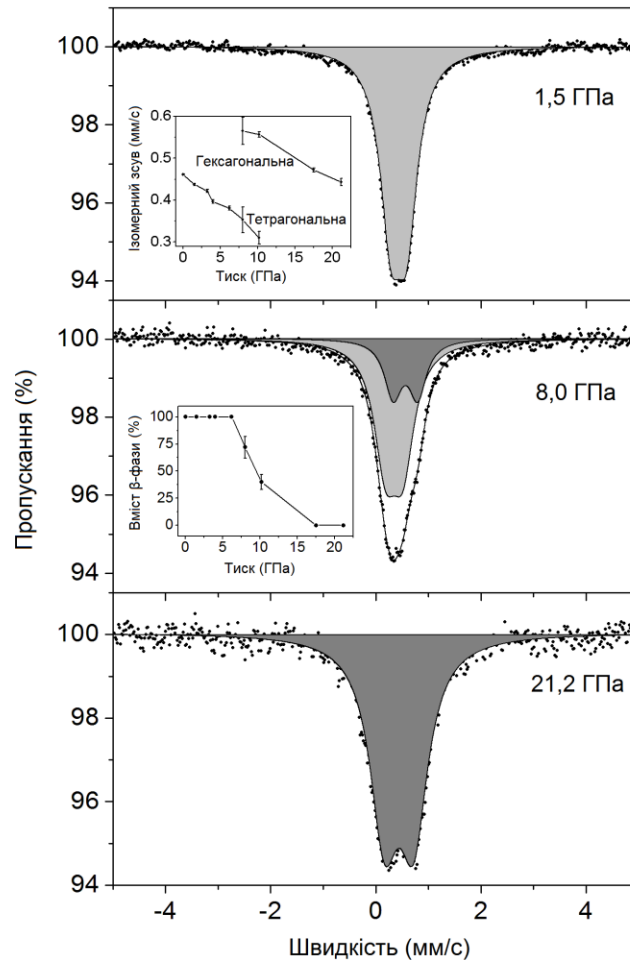 100
98
96
94
1,5 ГПа
0,6
0,5
0,4
0,3
Ізомерний зсув (мм/с)
Гексагональна
Тетрагональна
0 5 10 15 20
Тиск (ГПа)
100
98
96
94
8,0 ГПа
Пропускання (%)
100
75
50
25
0
Вміст β-фази (%)
0 5 10 15 20
Тиск (ГПа)
100
98
96
94
21,2 ГПа
-4 -2 0 2 4
Швидкість (мм/с)